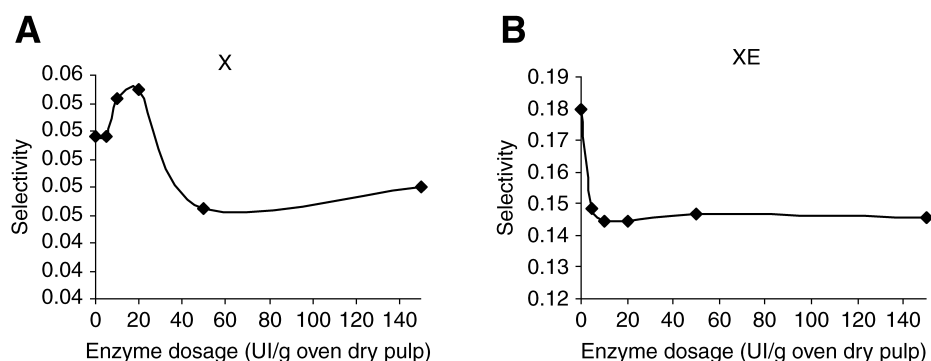 A
X
Selectivity
0.06
0.05
0.05
0.05
0.05
0.05
0.04
0.04
0.04
0 20 40 60 80 100 120 140
Enzyme dosage (UI/g oven dry pulp)
B
XE
Selectivity
0.19
0.18
0.17
0.16
0.15
0.14
0.13
0.12
0 20 40 60 80 100 120 140
Enzyme dosage (UI/g oven dry pulp)